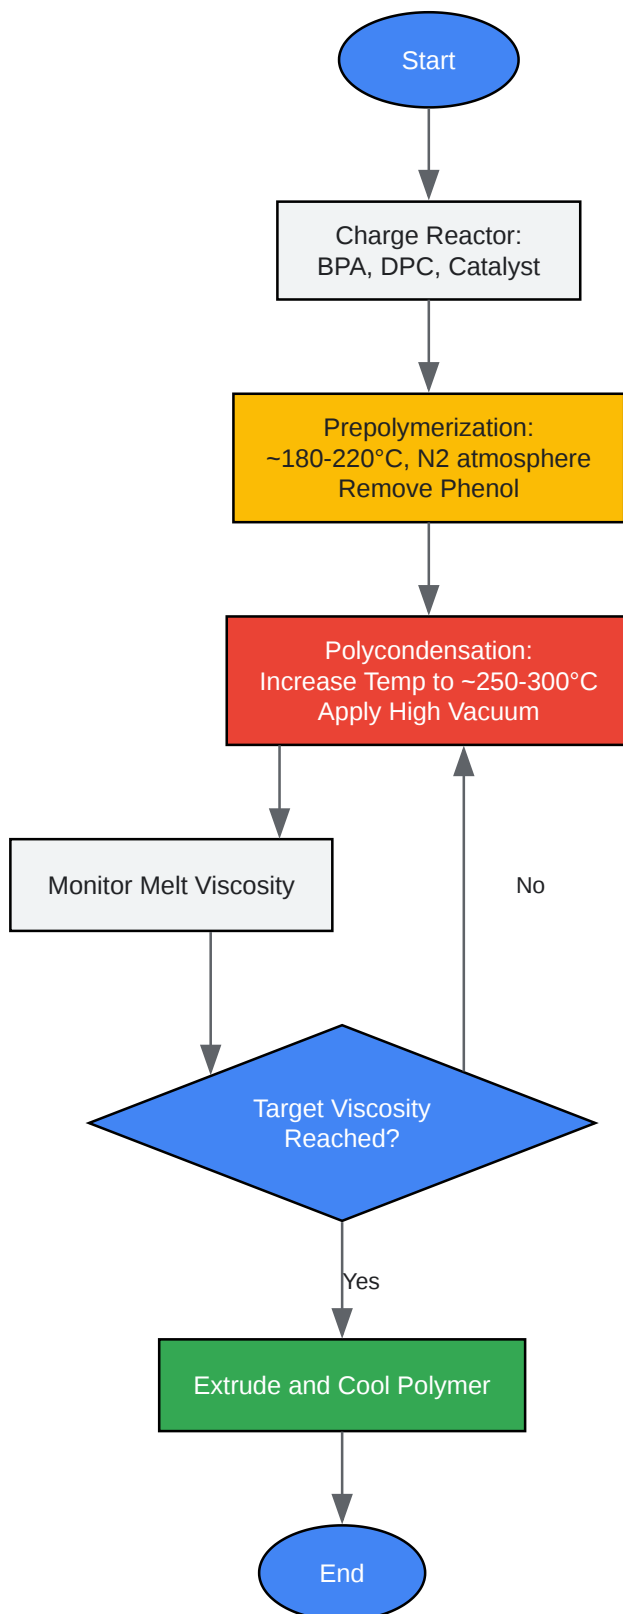 Start
Charge Reactor:
BPA, DPC, Catalyst
Prepolymerization:
~180-220°C, N2 atmosphere
Remove Phenol
Polycondensation:
Increase Temp to ~250-300°C
Apply High Vacuum
Monitor Melt Viscosity
No
Target Viscosity
Reached?
Yes
Extrude and Cool Polymer
End